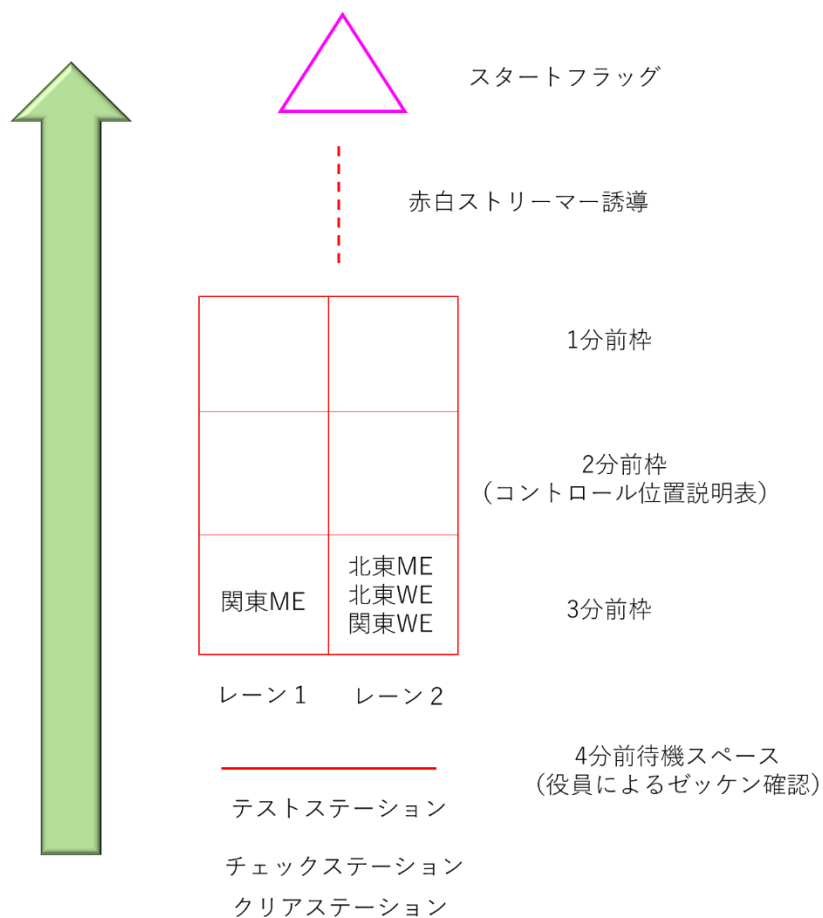 スタートフラッグ
赤白ストリーマー誘導
1分前枠
2分前枠
（コントロール位置説明表）
関東ME
北東ME
北東WE
関東WE
3分前枠
レーン１
レーン２
4分前待機スペース
（役員によるゼッケン確認）
テストステーション
チェックステーション
クリアステーション